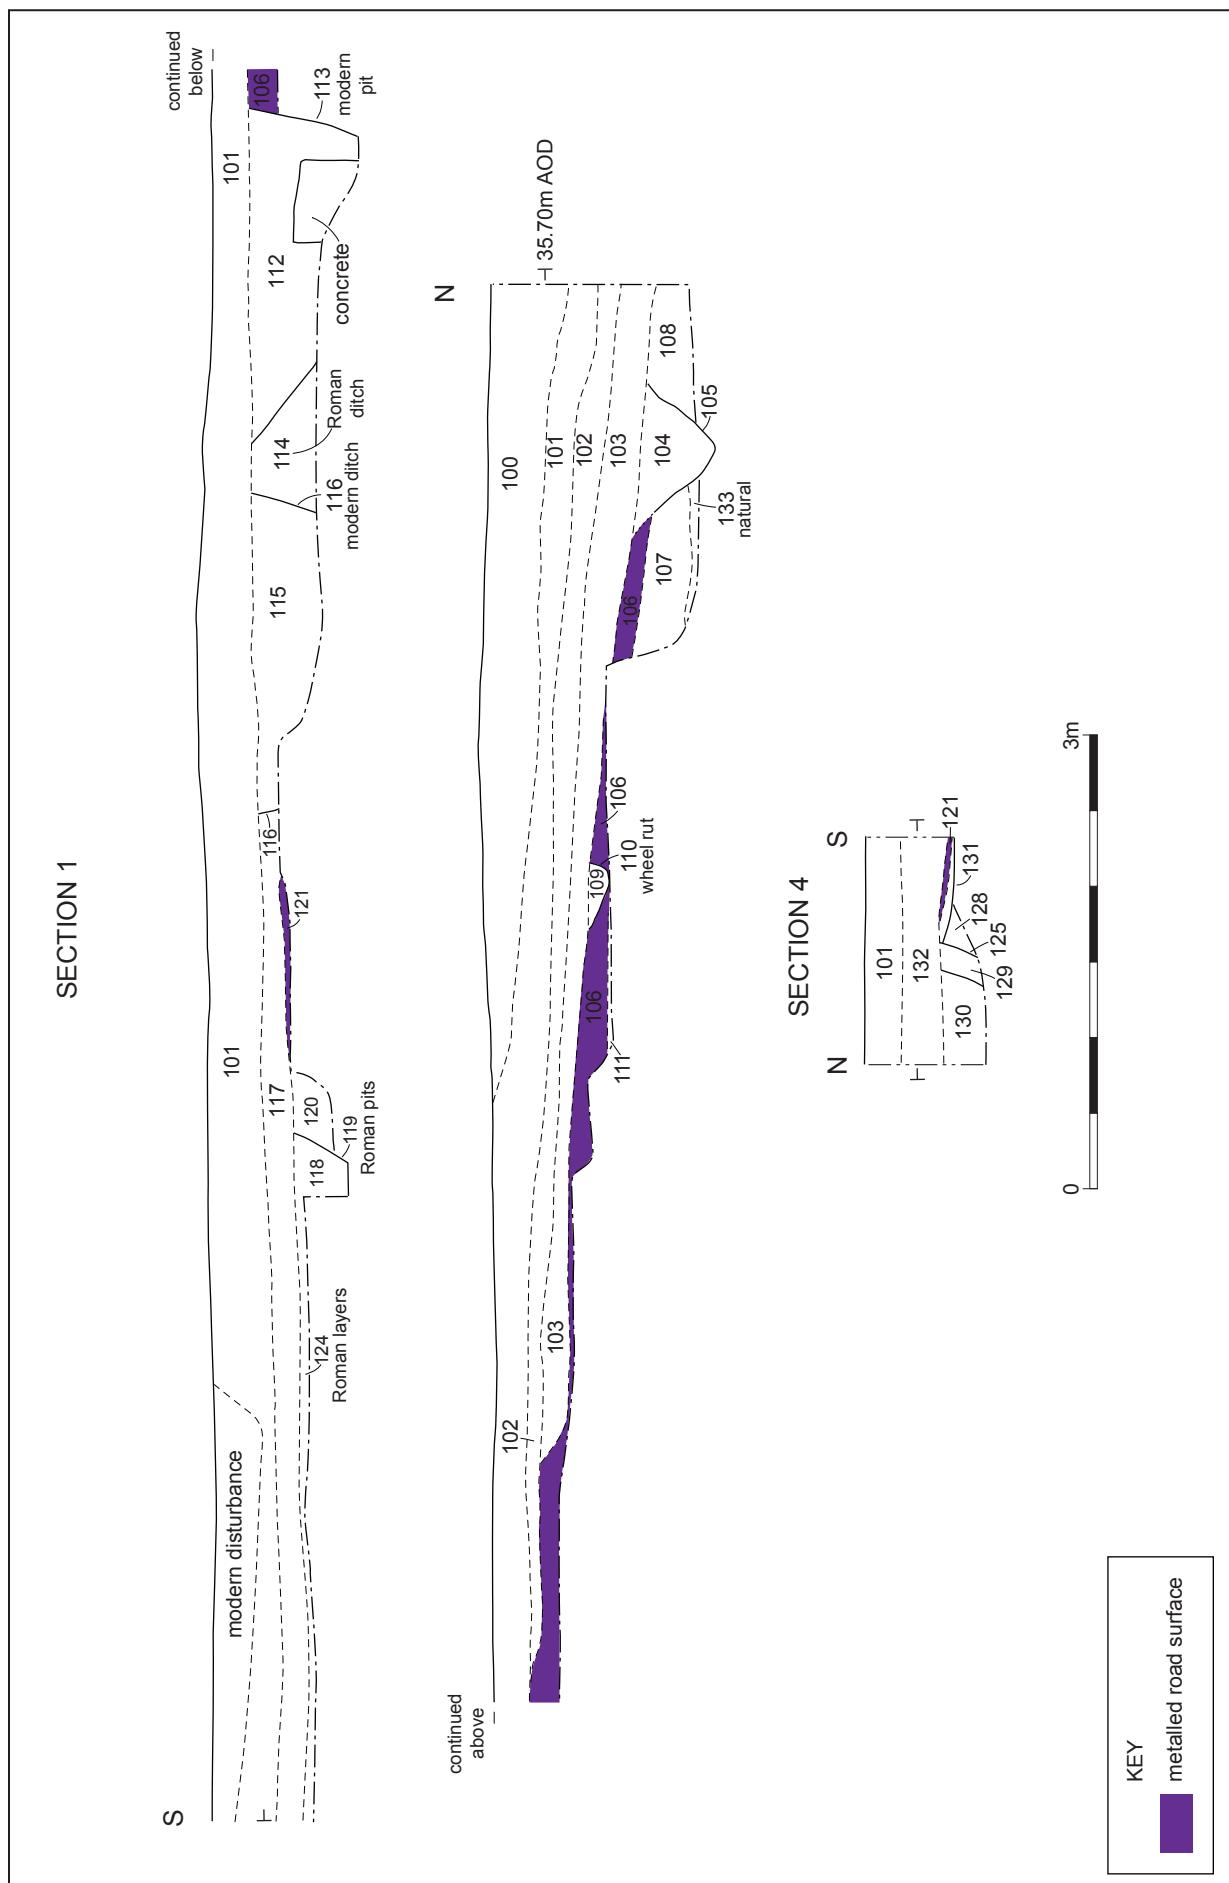 SECTION 1
S
continued
below
modern disturbance
101
101
106
113
modern
pit
112
concrete
114
Roman
ditch
116
modern ditch
115
116
121
117
120
118
119
Roman pits
124
Roman layers
N
35.70m AOD
continued
above
100
101
102
103
104
105
108
133
natural
107
106
106
110
wheel rut
109
106
111
103
102
SECTION 4
N
S
101
132
130
129
125
128
131
121
0
3m
KEY
metalled road surface